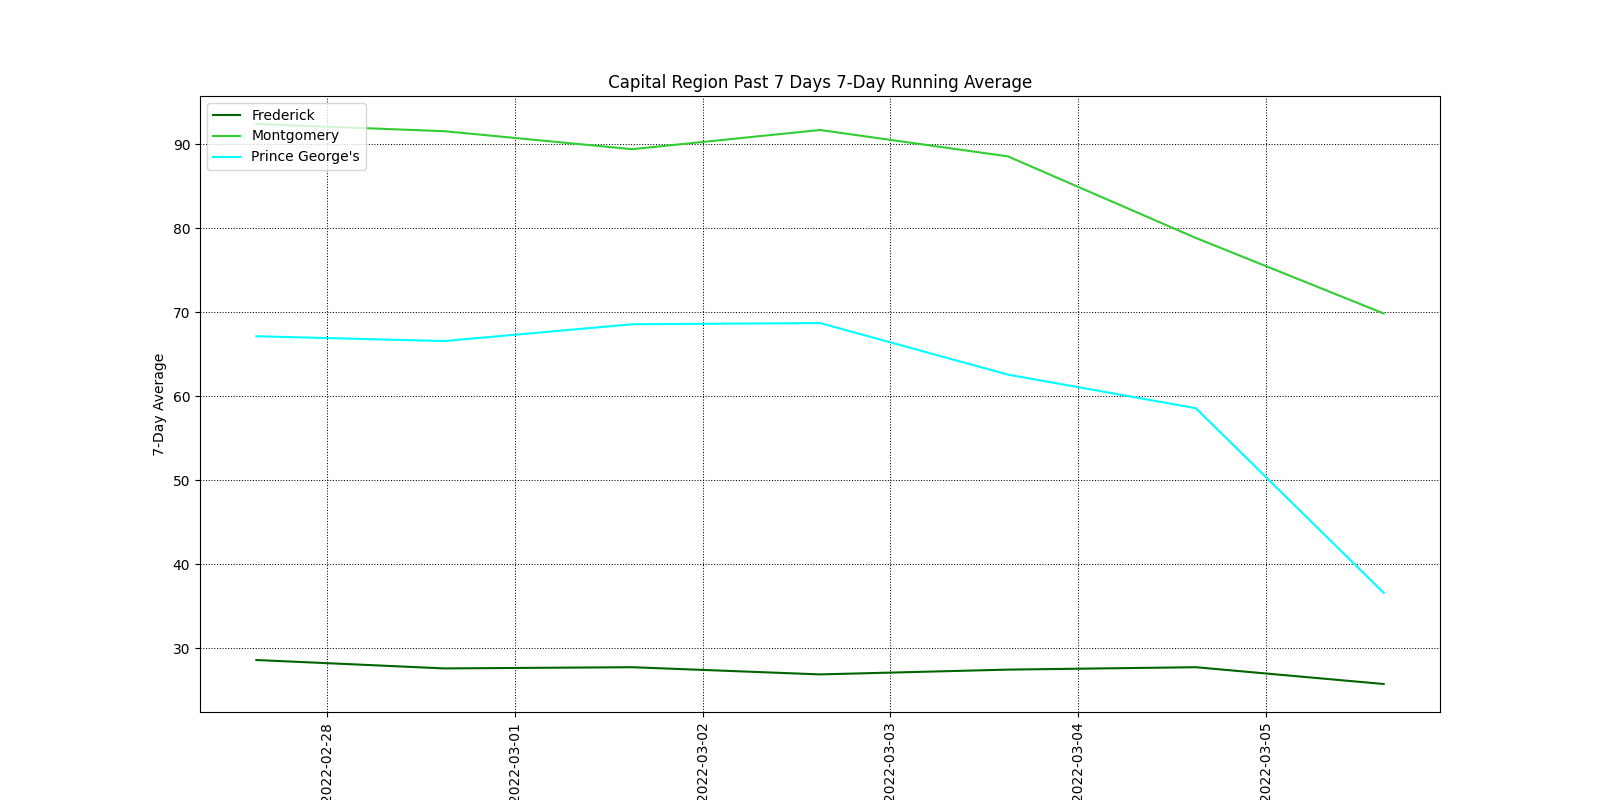 Capital Region Past 7 Days 7-Day Running Average
Frederick
Montgomery
Prince George's
90
80
70
60
50
40
30
7-Day Average
2022-02-28
2022-03-01
2022-03-02
2022-03-03
2022-03-04
2022-03-05